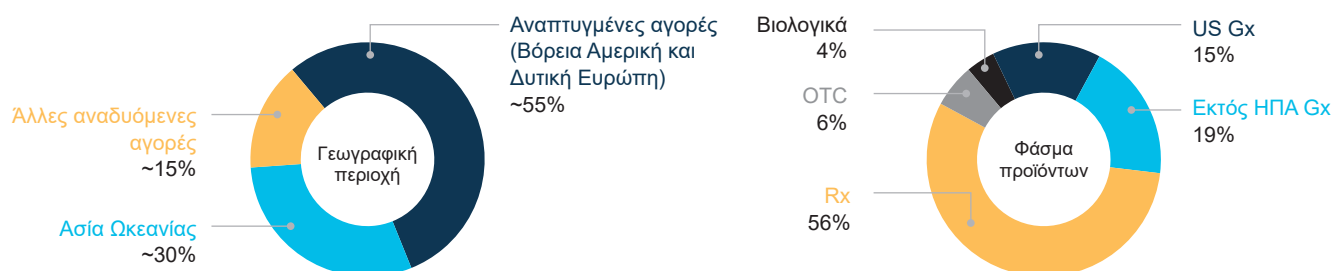 Αναπτυγμένες αγορές
(Βόρεια Αμερική και
Δυτική Ευρώπη)
~55%
Άλλες αναδυόμενες
αγορές
~15%
Γεωγραφική
περιοχή
Ασία Ωκεανίας
~30%
Βιολογικά
4%
US Gx
15%
OTC
6%
Εκτός ΗΠΑ Gx
19%
Φάσμα
προϊόντων
Rx
56%